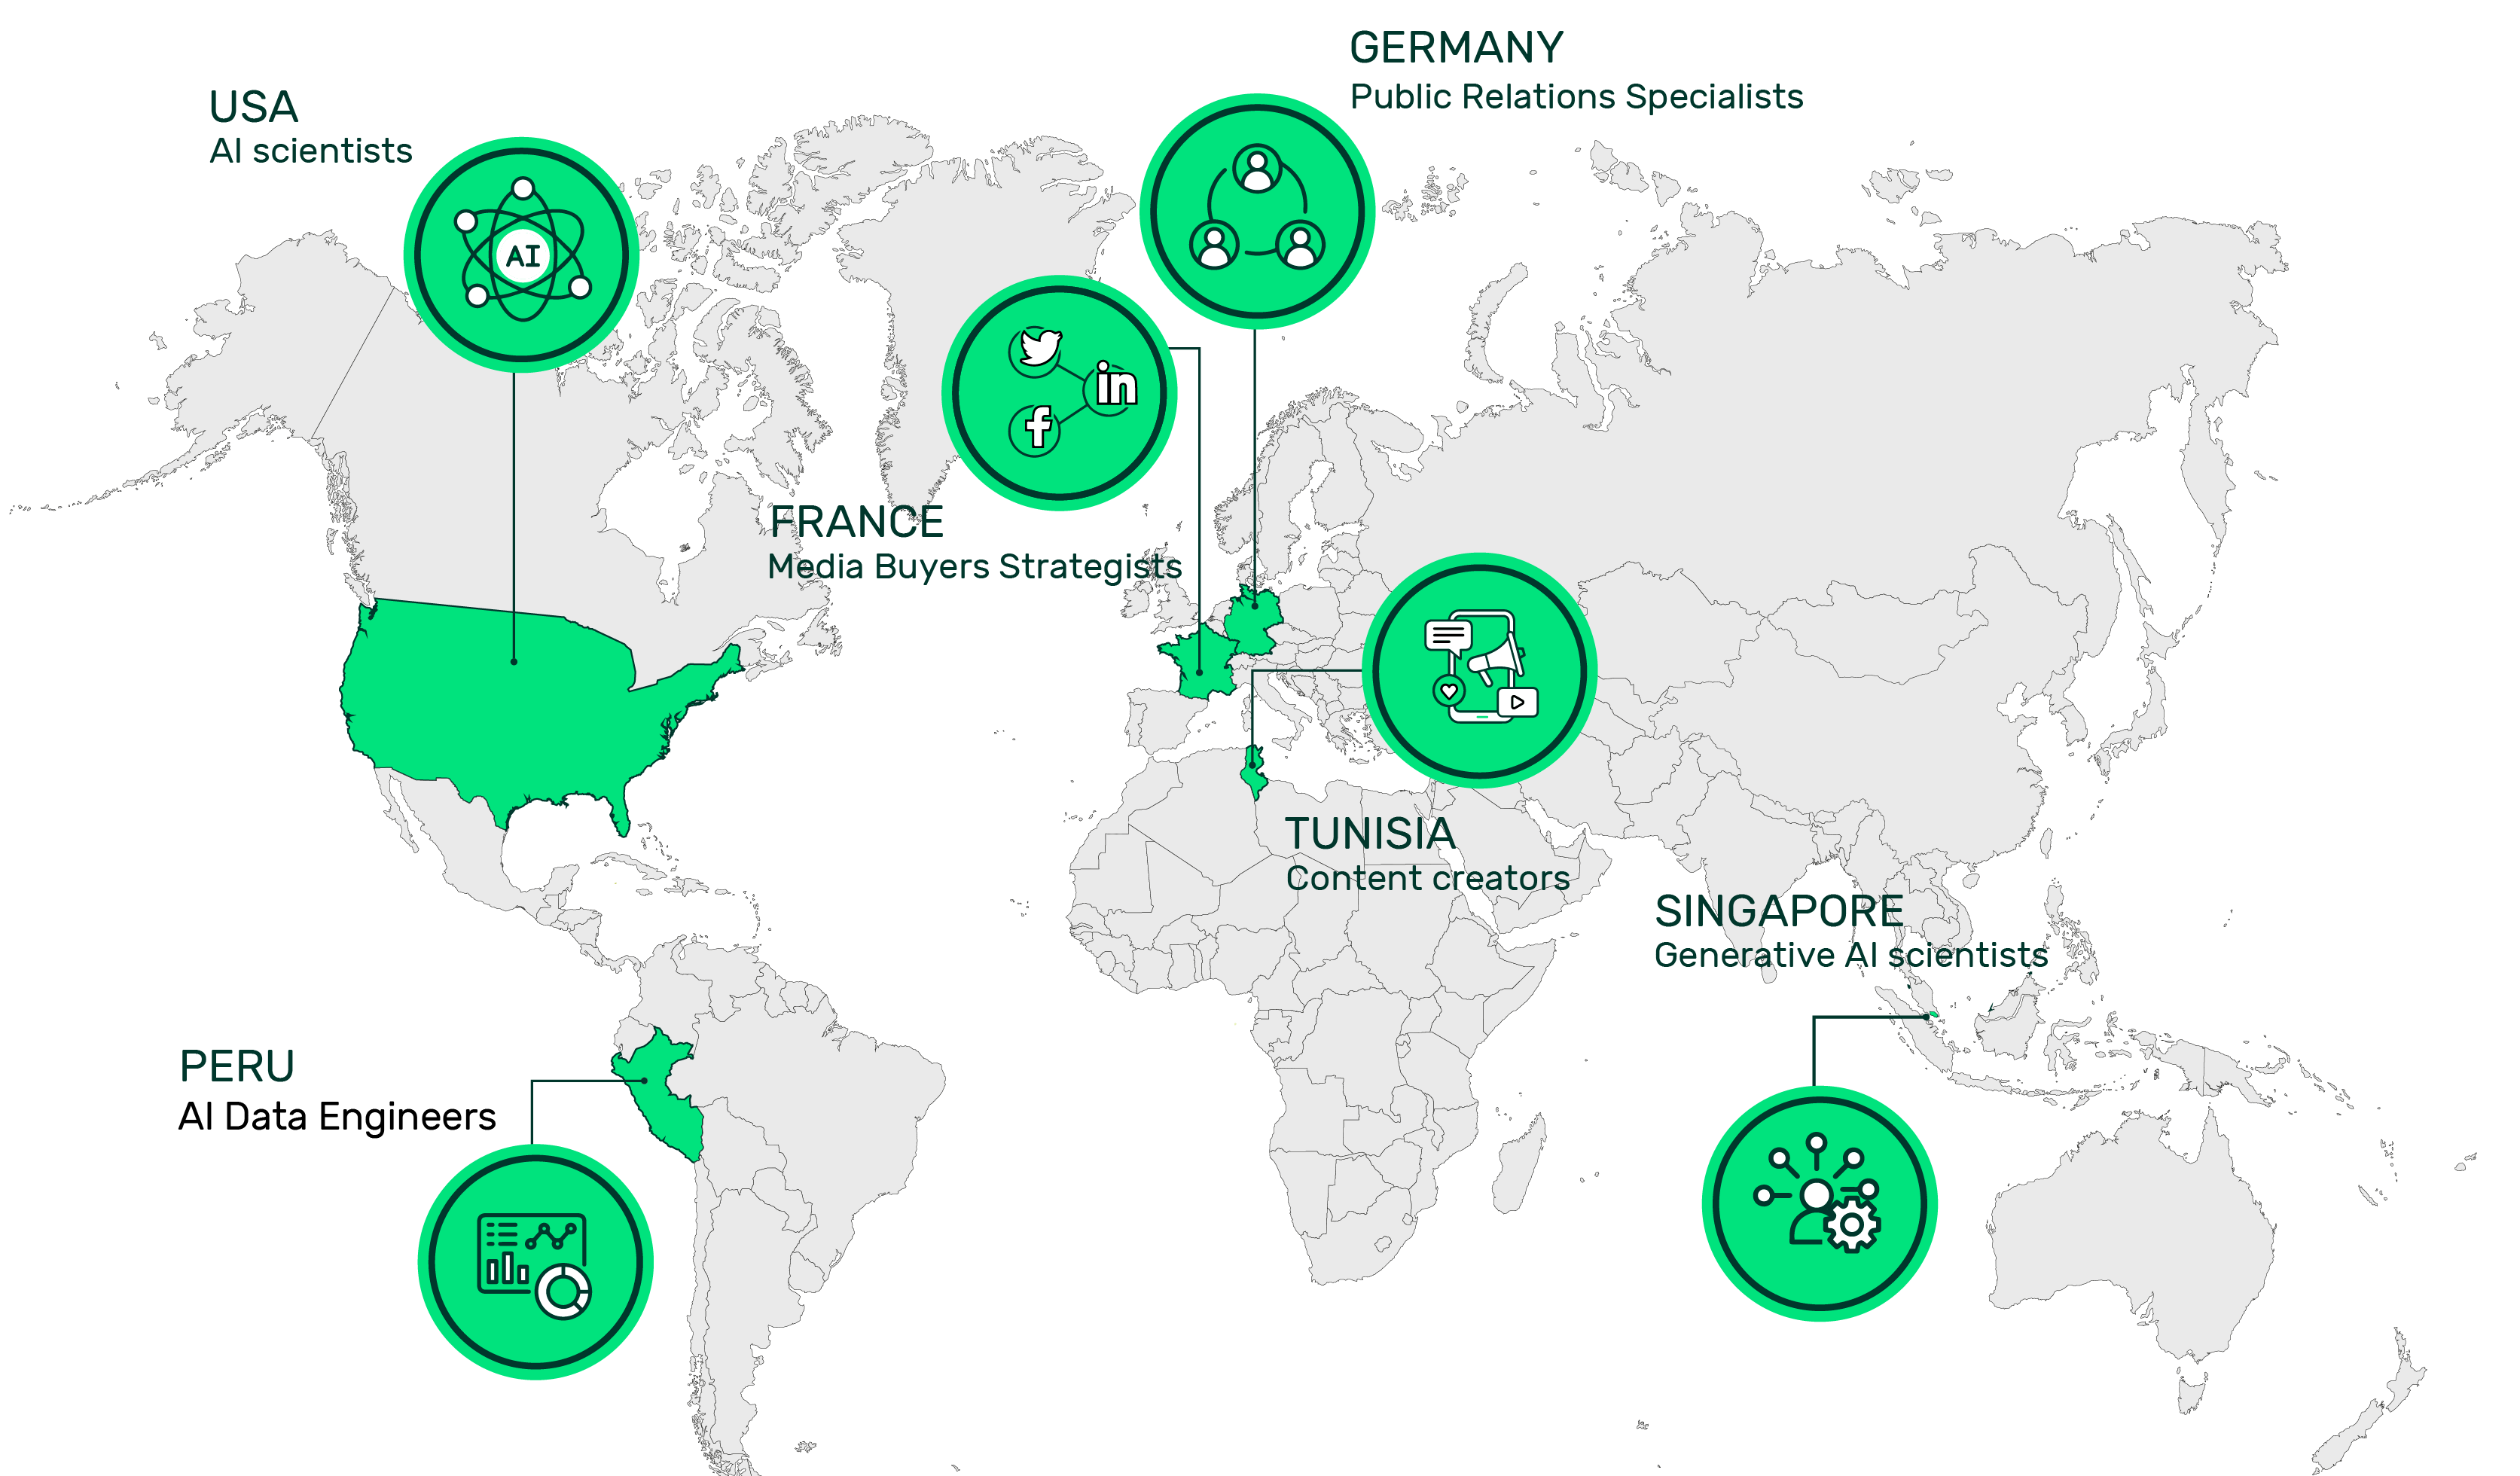 GERMANY
Public Relations Specialists
USA
AI scientists
AI
in
f
FRANCE
Media Buyers Strategists
TUNISIA
Content creators
SINGAPORE
Generative AI scientists
PERU
AI Data Engineers